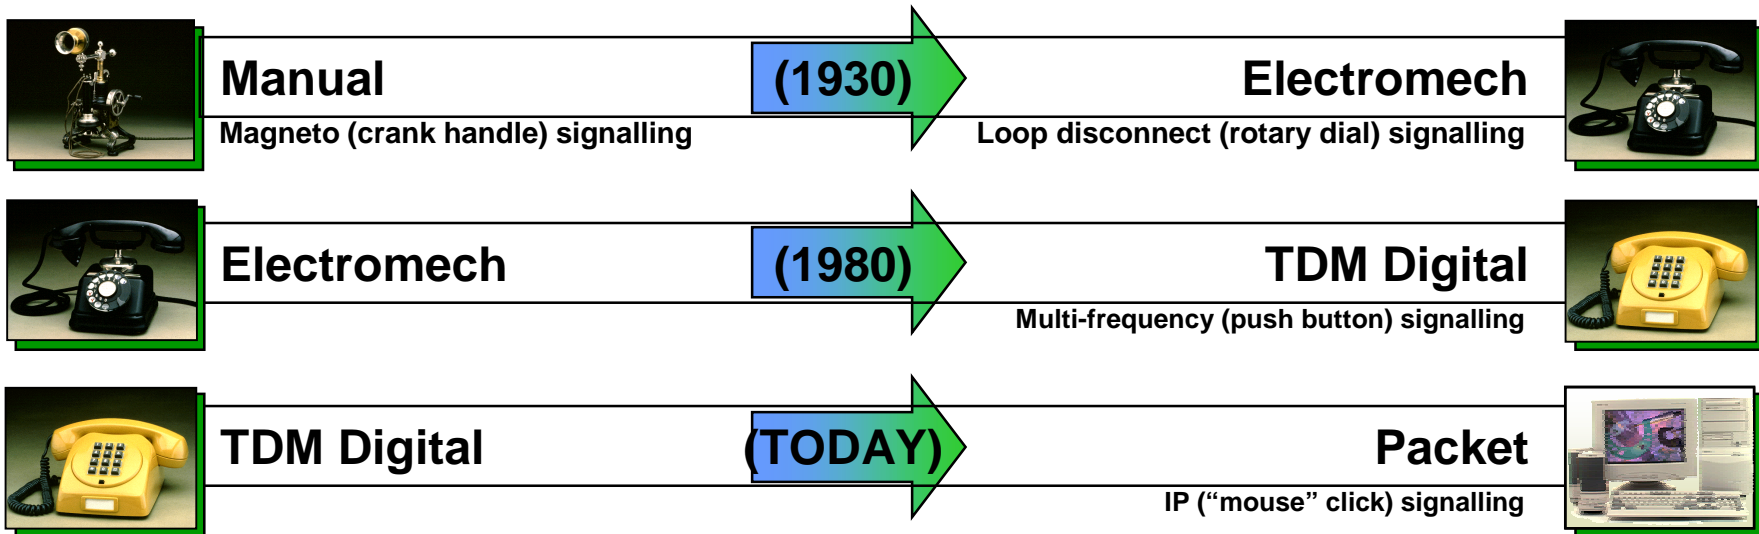 Manual (1930) Electromech
Magneto (crank handle) signalling Loop disconnect (rotary dial) signalling
Electromech (1980) TDM Digital
Multi-frequency (push button) signalling
TDM Digital (TODAY) Packet
IP (“mouse” click) signalling